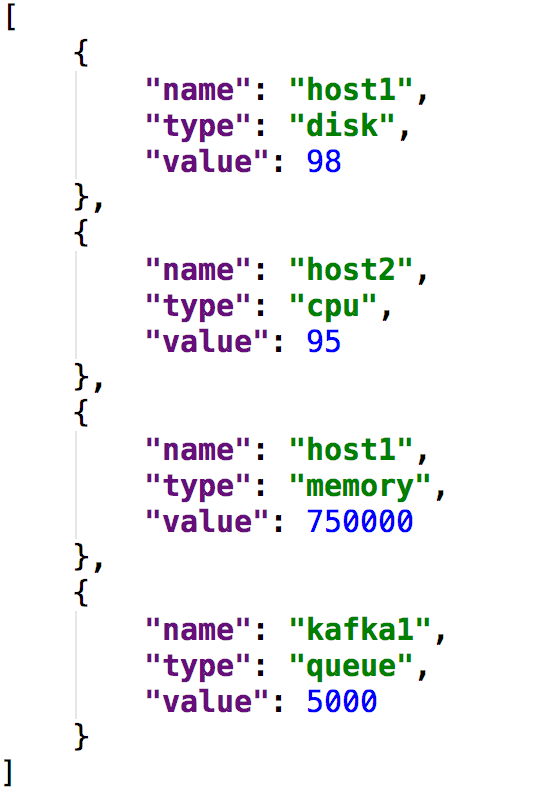 [
    {
        "name": "host1",
        "type": "disk",
        "value": 98
    },
    {
        "name": "host2",
        "type": "cpu",
        "value": 95
    },
    {
        "name": "host1",
        "type": "memory",
        "value": 750000
    },
    {
        "name": "kafka1",
        "type": "queue",
        "value": 5000
    }
]